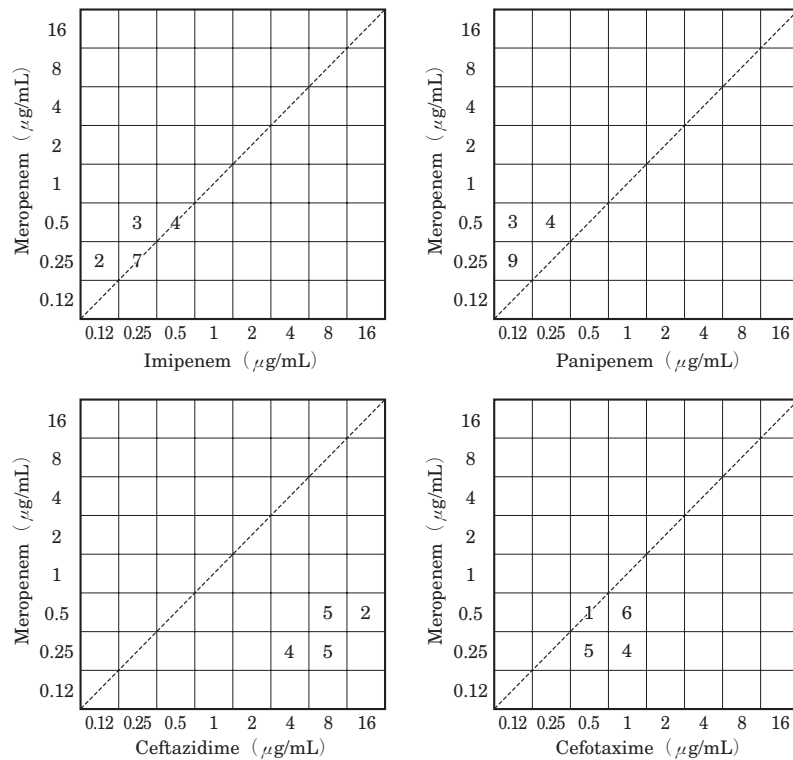 16 16
8 8
4 4
2 2
1 1
0.5 3 4 0.5 3 4
0.25 2 7 0.25 9
0.12 0.12
Meropenem ( μg/mL) Meropenem ( μg/mL)
0.12 0.25 0.5 1 2 4 8 16 0.12 0.25 0.5 1 2 4 8 16
Imipenem ( μg/mL) Panipenem ( μg/mL)
16 16
8 8
4 4
2 2
1 1
0.5 5 2 0.5 1 6
0.25 4 5 0.25 5 4
0.12 0.12
Meropenem ( μg/mL) Meropenem ( μg/mL)
0.12 0.25 0.5 1 2 4 8 16 0.12 0.25 0.5 1 2 4 8 16
Ceftazidime ( μg/mL) Cefotaxime ( μg/mL)